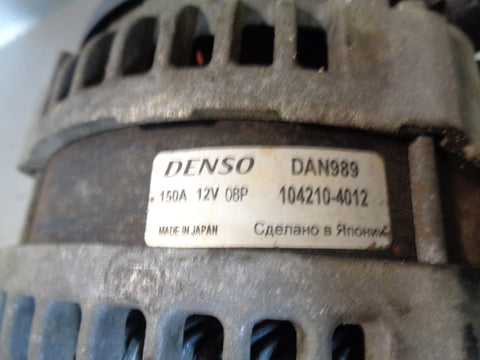 DENSO DAN989
150A 12V 08P 104210-4012
MADE IN JAPAN Сделано в Японии